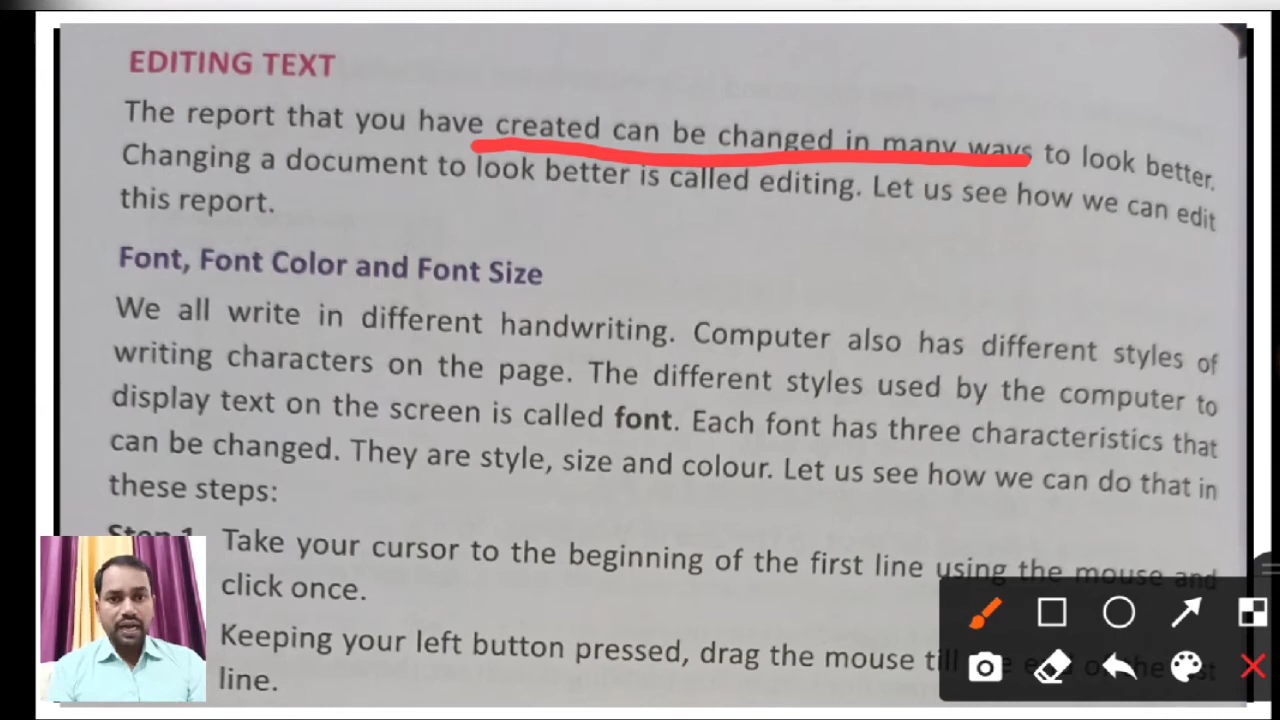 EDITING TEXT
The report that you have created can be changed in many ways to look better.
Changing a document to look better is called editing. Let us see how we can edit
this report.
Font, Font Color and Font Size
We all write in different handwriting. Computer also has different styles of
writing characters on the page. The different styles used by the computer to
display text on the screen is called font. Each font has three characteristics that
can be changed. They are style, size and colour. Let us see how we can do that in
these steps:
Step 1 Take your cursor to the beginning of the first line using the mouse and
click once.
Keeping your left button pressed, drag the mouse till the end of the
line.